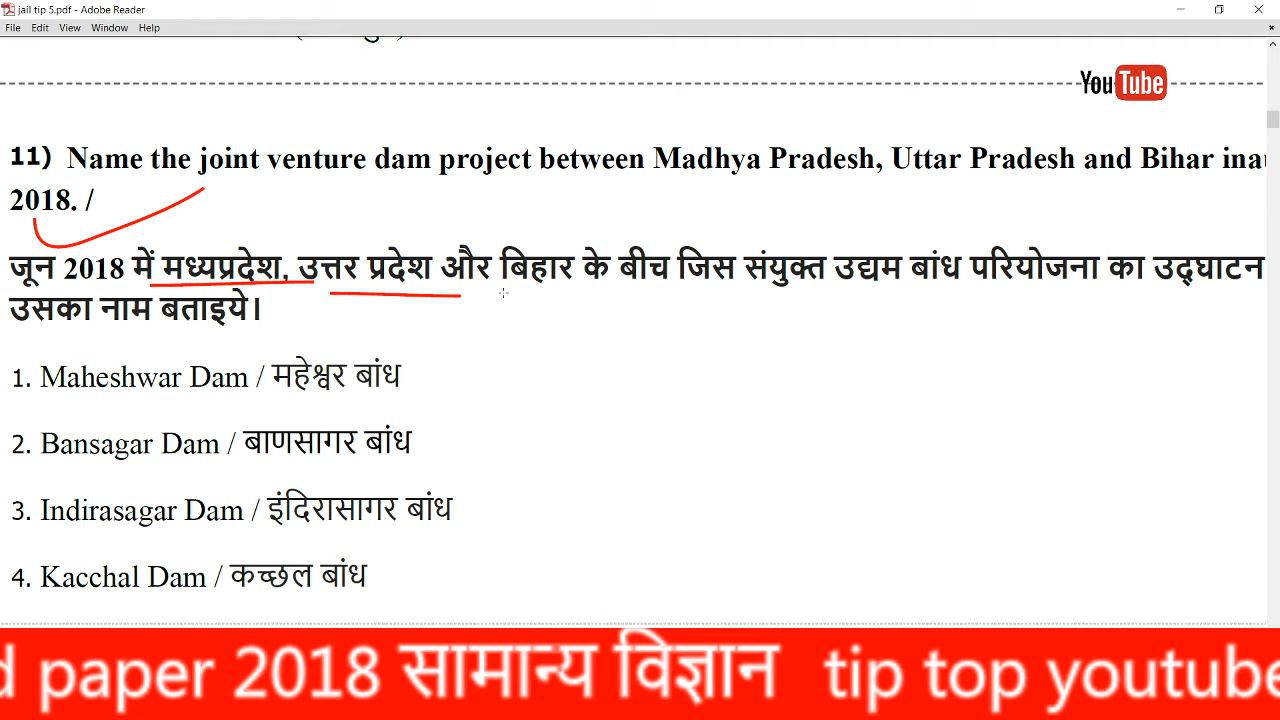 jail tip 5.pdf - Adobe Reader
File Edit View Window Help
YouTube
11) Name the joint venture dam project between Madhya Pradesh, Uttar Pradesh and Bihar
2018. /
जून 2018 में मध्यप्रदेश, उत्तर प्रदेश और बिहार के बीच जिस संयुक्त उद्यम बांध परियोजना का उद्घाटन
उसका नाम बताइये।
1. Maheshwar Dam / महेश्वर बांध
2. Bansagar Dam / बाणसागर बांध
3. Indirasagar Dam / इंदिरासागर बांध
4. Kacchal Dam / कच्छल बांध
paper 2018 सामान्य विज्ञान tip top youtube